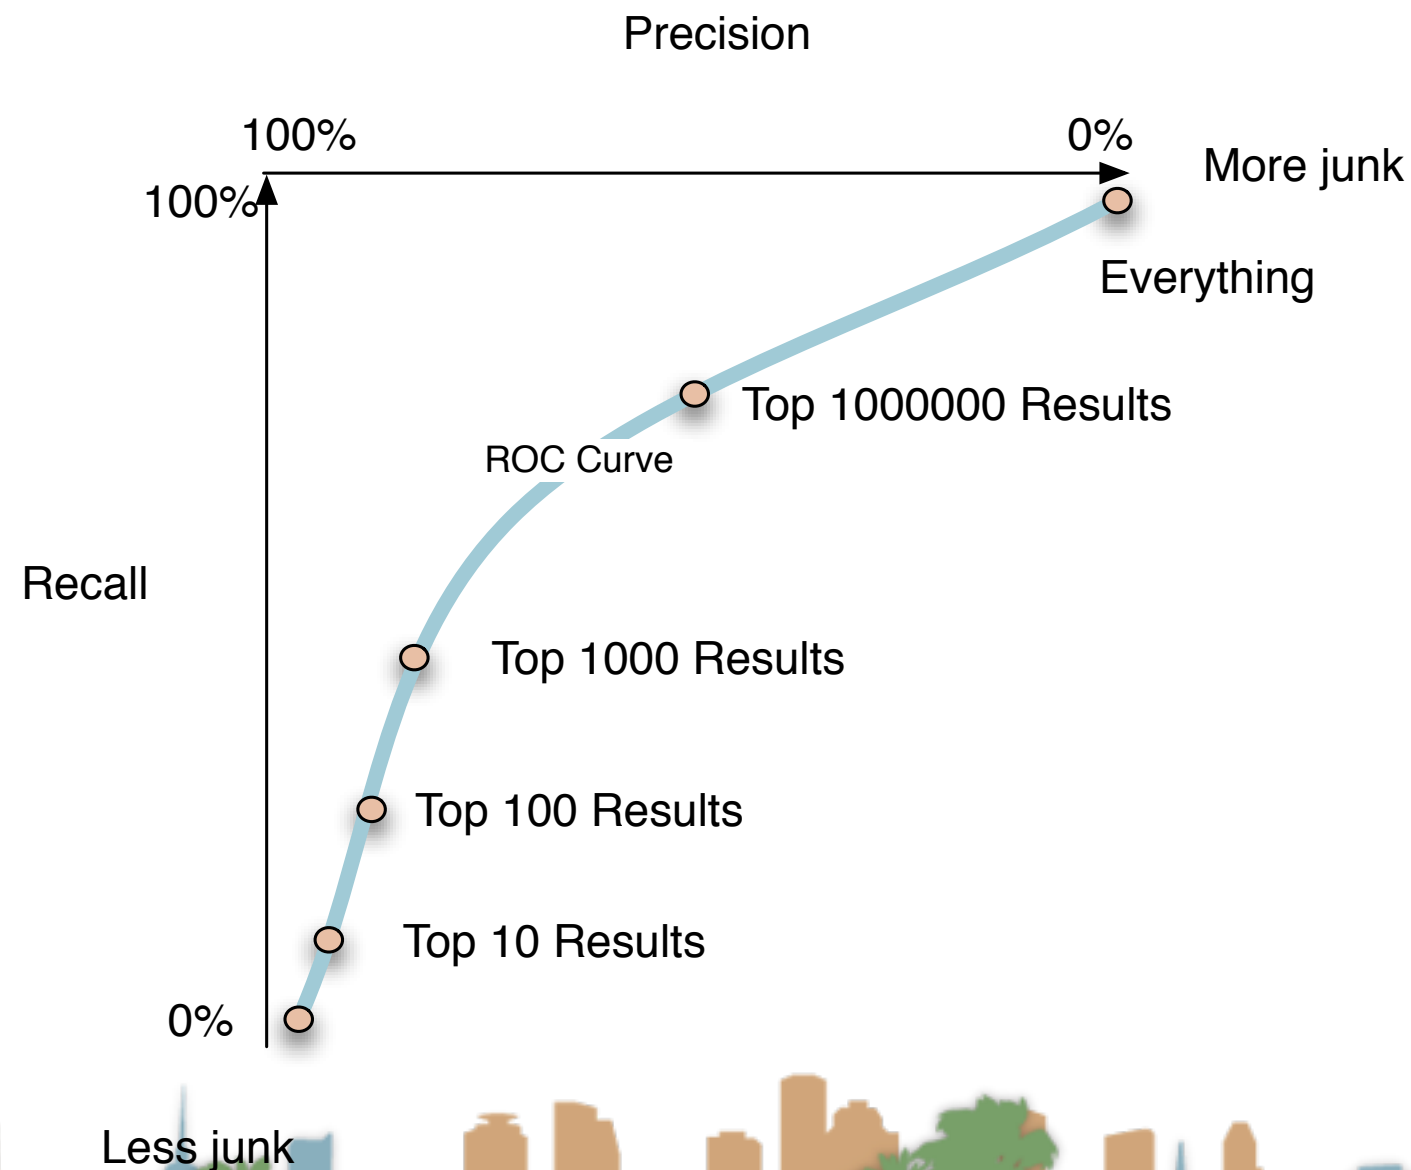 Precision
100%
0%
More junk
100%
Everything
Top 1000000 Results
ROC Curve
Recall
Top 1000 Results
Top 100 Results
Top 10 Results
0%
Less junk